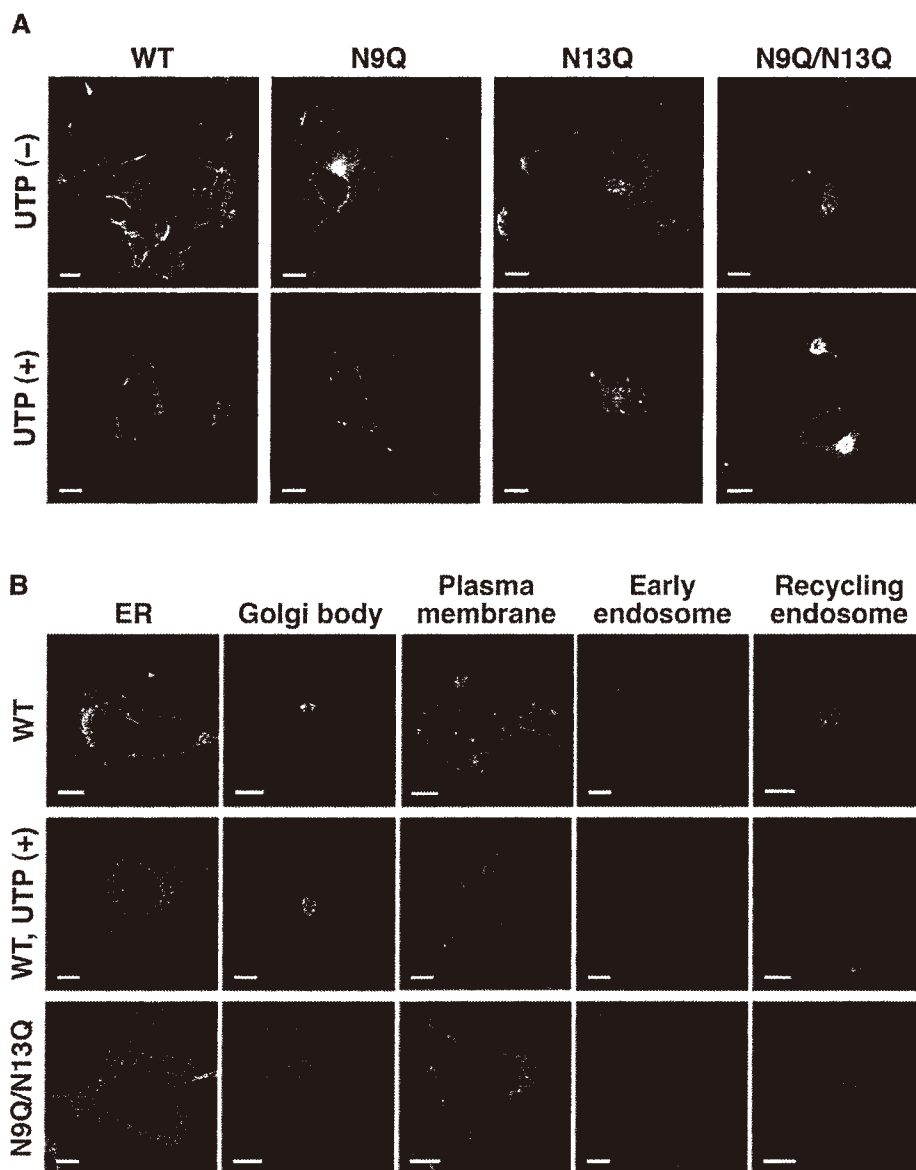 A
WT N9Q N13Q N9Q/N13Q
UTP (−)
UTP (+)
B
ER Golgi body Plasma membrane Early endosome Recycling endosome
WT
WT, UTP (+)
N9Q/N13Q